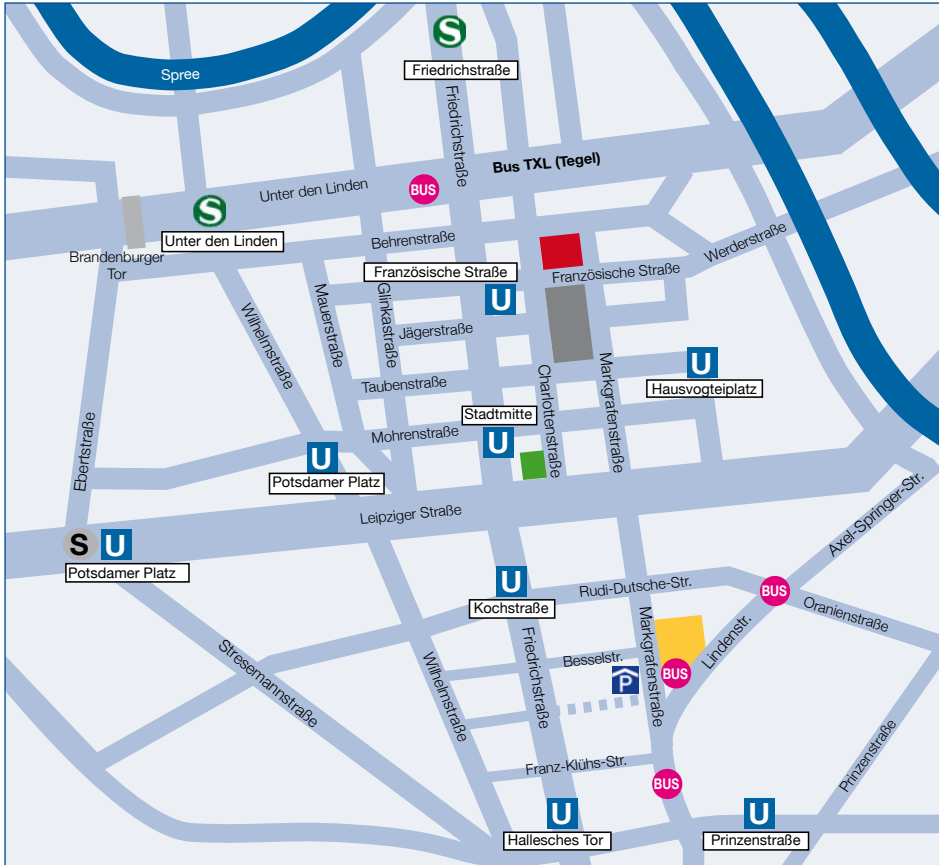 S
Friedrichstraße
Spree
Friedrichstraße
Bus TXL (Tegel)
Unter den Linden
BUS
S
Unter den Linden
Brandenburger
Tor
Behrenstraße
Werderstraße
Französische Straße
Französische Straße
U
Mauerstraße
Glinkastraße
Wilhelmstraße
Jägerstraße
Taubenstraße
Charlottenstraße
Markgrafenstraße
U
Hausvogteiplatz
Stadtmitte
U
Mohrenstraße
Ebertstraße
U
Potsdamer Platz
Leipziger Straße
Axel-Springer-Str.
S
U
Potsdamer Platz
U
Kochstraße
Rudi-Dutsche-Str.
BUS
Oranienstraße
Markgrafenstraße
Lindenstr.
Friedrichstraße
Besselstr.
P
BUS
Stresemannstraße
Wilhelmstraße
Franz-Klühs-Str.
BUS
Prinzenstraße
U
Hallesches Tor
U
Prinzenstraße